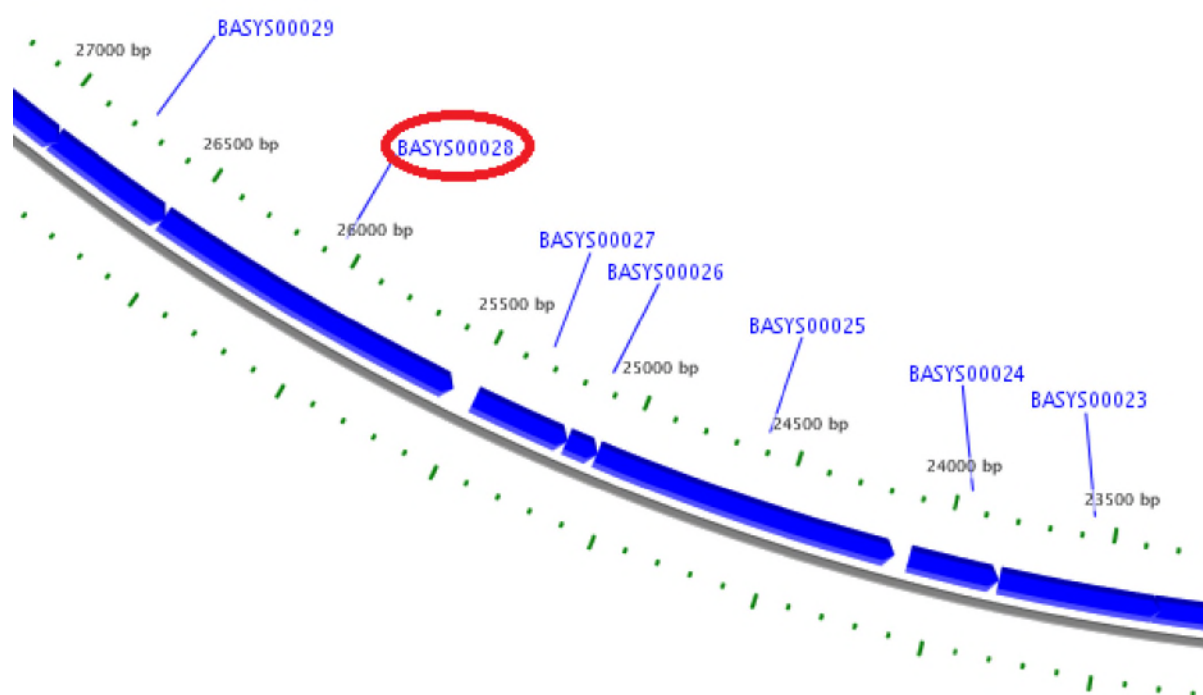 BASYS00029
27000 bp
26500 bp
BASYS00028
26000 bp
BASYS00027
BASYS00026
25500 bp
BASYS00025
25000 bp
BASYS00024
BASYS00023
24500 bp
24000 bp
23500 bp